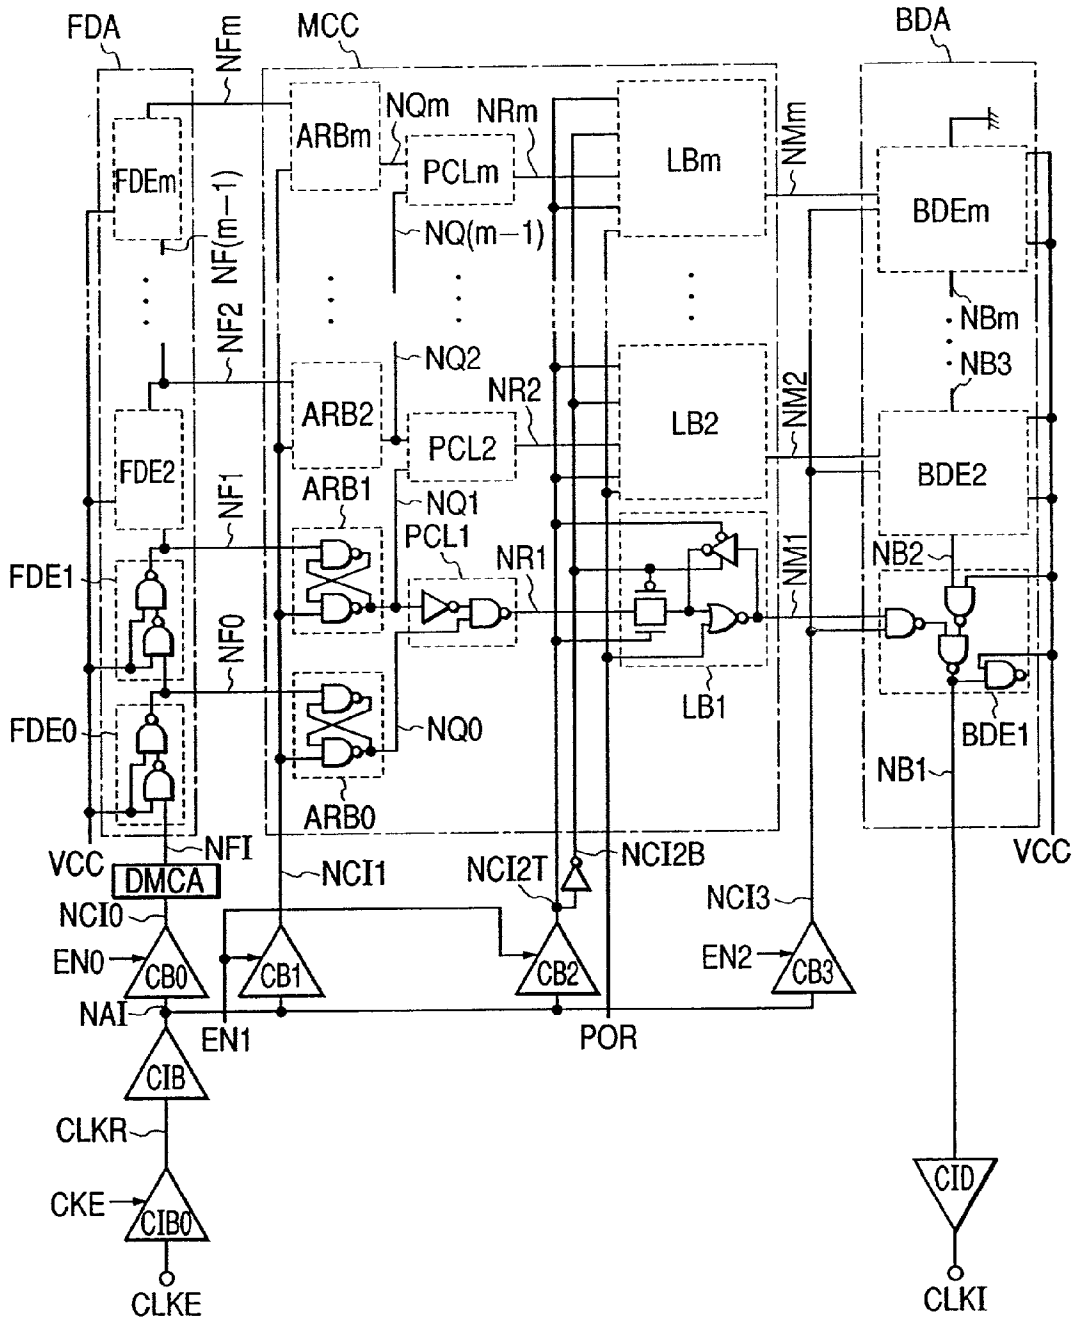 FDA
MCC
BDA
NFm
NQm
NRm
NMm
ARBm
PCLm
LBm
FDEm
BDEm
NF(m-1)
NQ(m-1)
NBm
NF2
NQ2
NB3
NR2
NM2
ARB2
PCL2
LB2
FDE2
BDE2
ARB1
NF1
NQ1
PCL1
NR1
NM1
NB2
FDE1
NF0
LB1
FDE0
NQ0
BDE1
NB1
ARB0
VCC
NFI
NCI2B
VCC
DMCA
NCI1
NCI2T
NCI3
NCI0
EN0
CB0
CB1
CB2
EN2
CB3
NAI
EN1
POR
CIB
CLKR
CID
CKE
CIB0
CLKE
CLKI